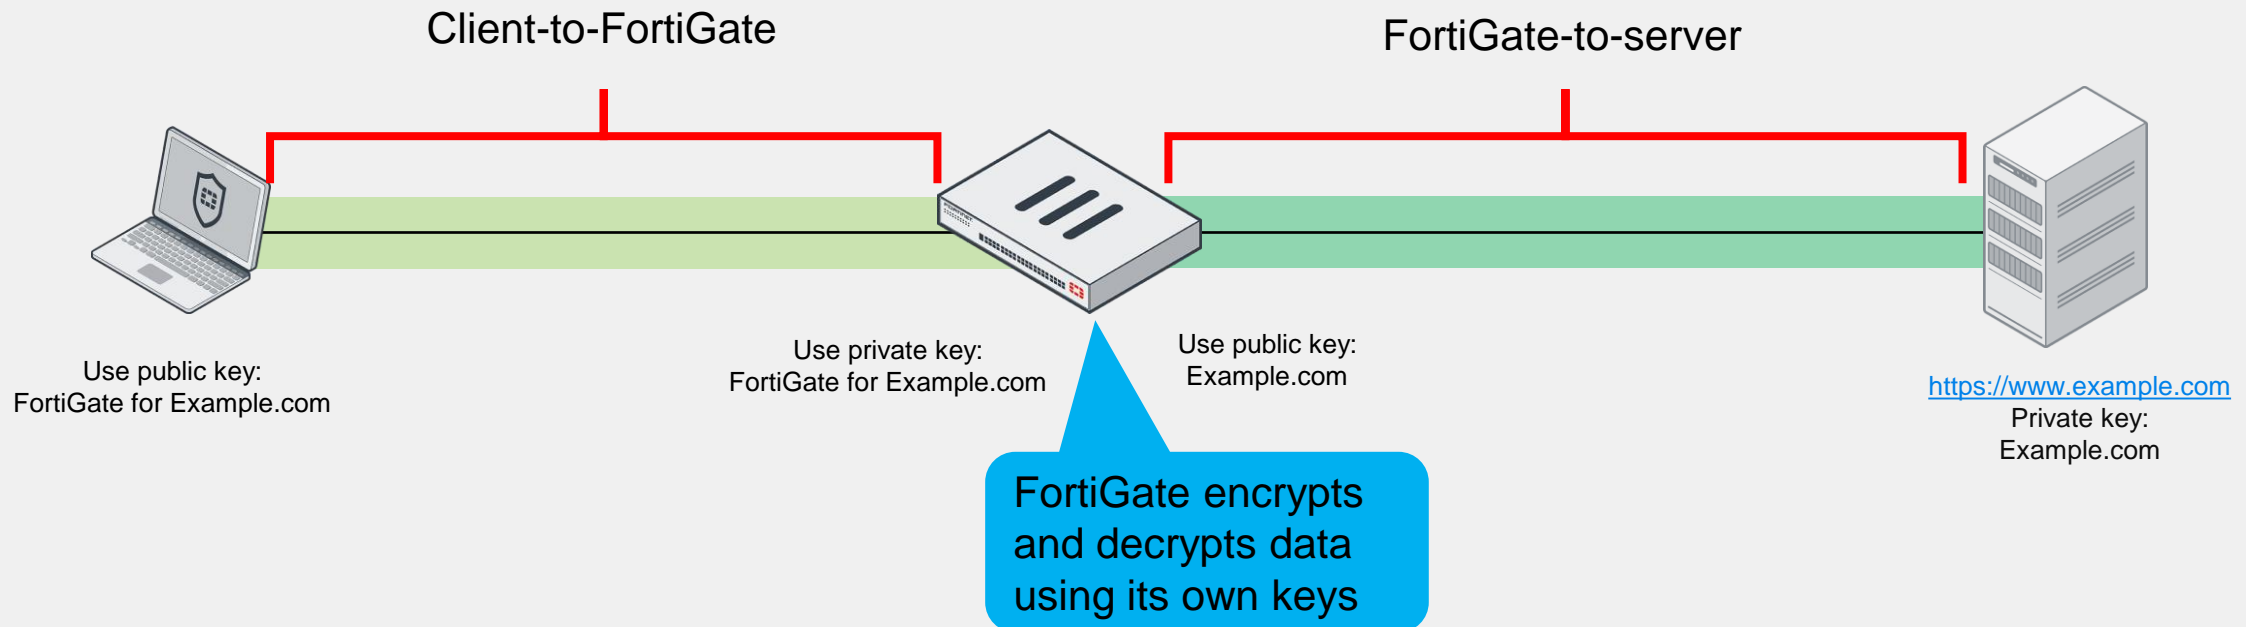 Client-to-FortiGate
FortiGate-to-server
Use public key:
FortiGate for Example.com
Use private key:
FortiGate for Example.com
Use public key:
Example.com
https://www.example.com
Private key:
Example.com
FortiGate encrypts
and decrypts data
using its own keys